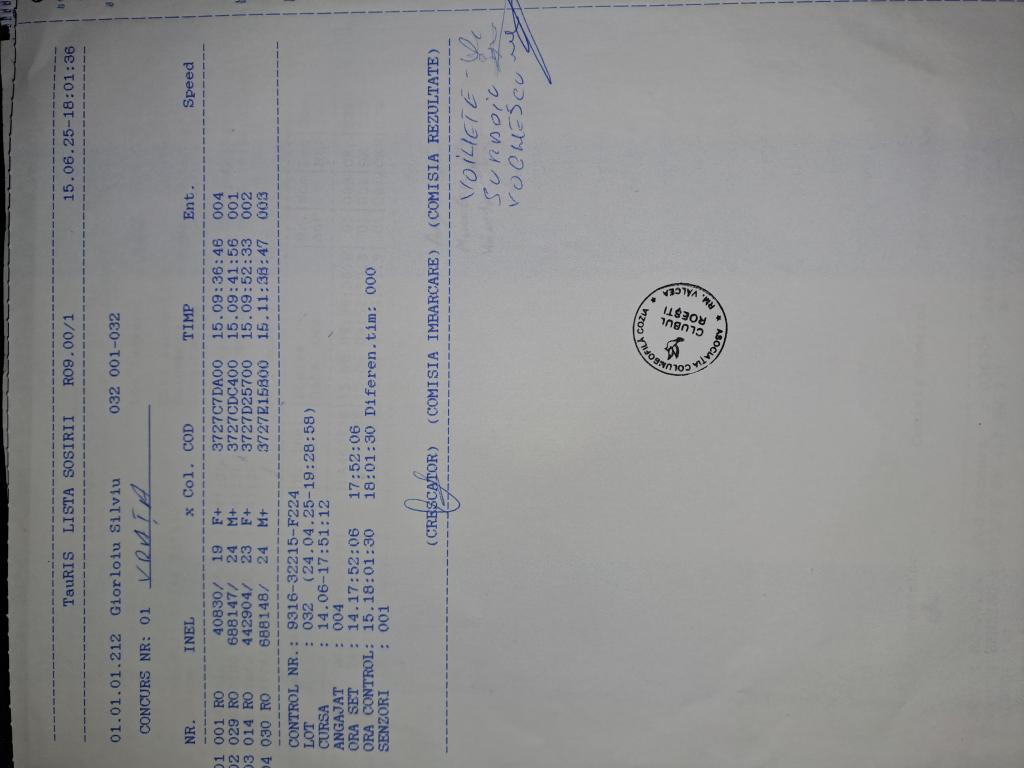 TauRIS LISTA SOSIRII R09.00/1 15.06.25-18:01:36
01.01.01.212 Giorloiu Silviu 032 001-032
CONCURS NR: 01 VRAȚA
NR. INEL x Col. COD TIMP Ent. Speed
01 001 RO 40830/ 19 F+ 3727C7DA00 15.09:36:46 004
02 029 RO 688147/ 24 M+ 3727CDC400 15.09:41:56 001
03 014 RO 442904/ 23 F+ 3727D25700 15.09:52:33 002
04 030 RO 688148/ 24 M+ 3727E15800 15.11:38:47 003
CONTROL NR.: 9316-32215-F224
LOT : 032 (24.04.25-19:28:58)
CURSA : 14.06-17:51:12
ANGAJAT : 004
ORA SET : 14.17:52:06 17:52:06
ORA CONTROL: 15.18:01:30 18:01:30 Diferen.tim: 000
SENZORI : 001
(CRESCATOR) (COMISIA IMBARCARE) (COMISIA REZULTATE)
ASOCIAȚIA COLUMBOFILA COZIA ★ RM. VÂLCEA ★
CLUBUL
ROEȘTI